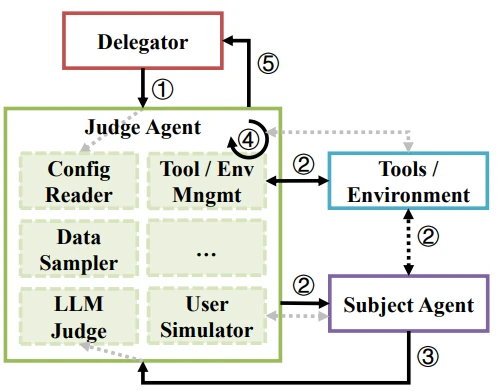 Delegator
①
⑤
Judge Agent
④
Config
Reader
Tool / Env
Mngmt
②
Tools /
Environment
Data
Sampler
...
②
LLM
Judge
User
Simulator
②
Subject Agent
③